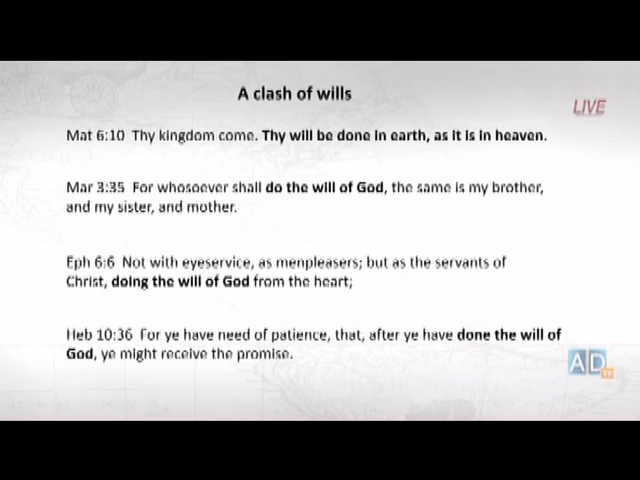 A clash of wills
LIVE
Mat 6:10 Thy kingdom come. Thy will be done in earth, as it is in heaven.
Mar 3:35 For whosoever shall do the will of God, the same is my brother,
and my sister, and mother.
Eph 6:6 Not with eyeservice, as menpleasers; but as the servants of
Christ, doing the will of God from the heart;
Heb 10:36 For ye have need of patience, that, after ye have done the will of
God, ye might receive the promise.
AD
tv